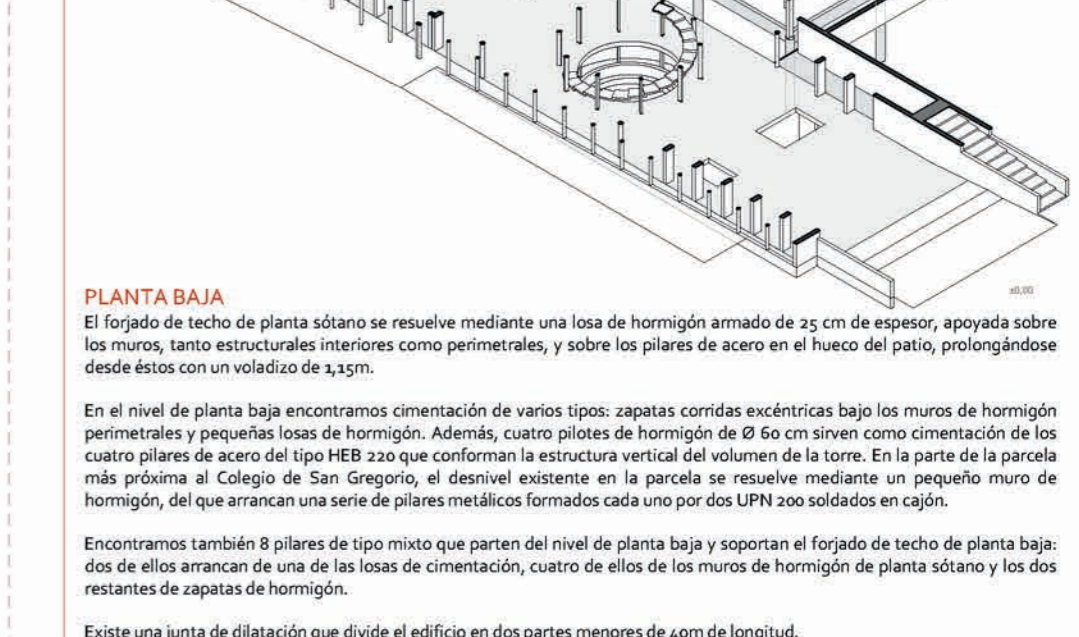 ±0,00
PLANTA BAJA
El forjado de techo de planta sótano se resuelve mediante una losa de hormigón armado de 25 cm de espesor, apoyada sobre
los muros, tanto estructurales interiores como perimetrales, y sobre los pilares de acero en el hueco del patio, prolongándose
desde éstos con un voladizo de 1,15m.
En el nivel de planta baja encontramos cimentación de varios tipos: zapatas corridas excéntricas bajo los muros de hormigón
perimetrales y pequeñas losas de hormigón. Además, cuatro pilotes de hormigón de Ø 60 cm sirven como cimentación de los
cuatro pilares de acero del tipo HEB 220 que conforman la estructura vertical del volumen de la torre. En la parte de la parcela
más próxima al Colegio de San Gregorio, el desnivel existente en la parcela se resuelve mediante un pequeño muro de
hormigón, del que arrancan una serie de pilares metálicos formados cada uno por dos UPN 200 soldados en cajón.
Encontramos también 8 pilares de tipo mixto que parten del nivel de planta baja y soportan el forjado de techo de planta baja:
dos de ellos arrancan de una de las losas de cimentación, cuatro de ellos de los muros de hormigón de planta sótano y los dos
restantes de zapatas de hormigón.
Existe una junta de dilatación que divide el edificio en dos partes menores de 40m de longitud.